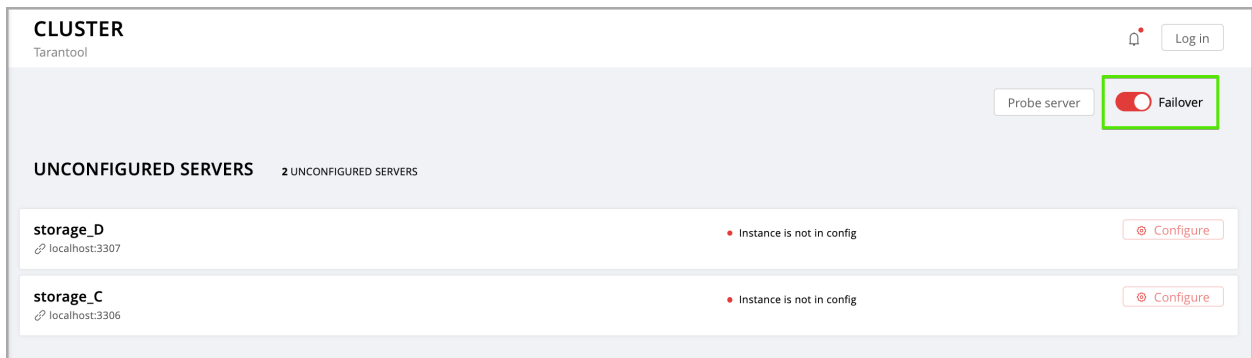 CLUSTER
Tarantool
Log in
Probe server
Failover
UNCONFIGURED SERVERS 2 UNCONFIGURED SERVERS
storage_D
localhost:3307
Instance is not in config
Configure
storage_C
localhost:3306
Instance is not in config
Configure